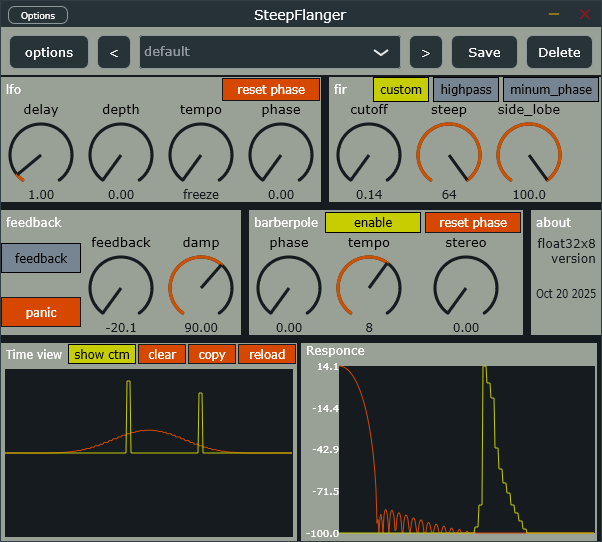 Options
SteepFlanger
options
<
default
>
Save
Delete
lfo
reset phase
delay
depth
tempo
phase
1.00
0.00
freeze
0.00
fir
custom
highpass
minum_phase
cutoff
steep
side_lobe
0.14
64
100.0
feedback
feedback
panic
feedback
damp
-20.1
90.00
barberpole
enable
reset phase
phase
tempo
stereo
0.00
8
0.00
about
float32x8
version
Oct 20 2025
Time view
show ctm
clear
copy
reload
Responce
14.1
-14.4
-42.9
-71.5
-100.0